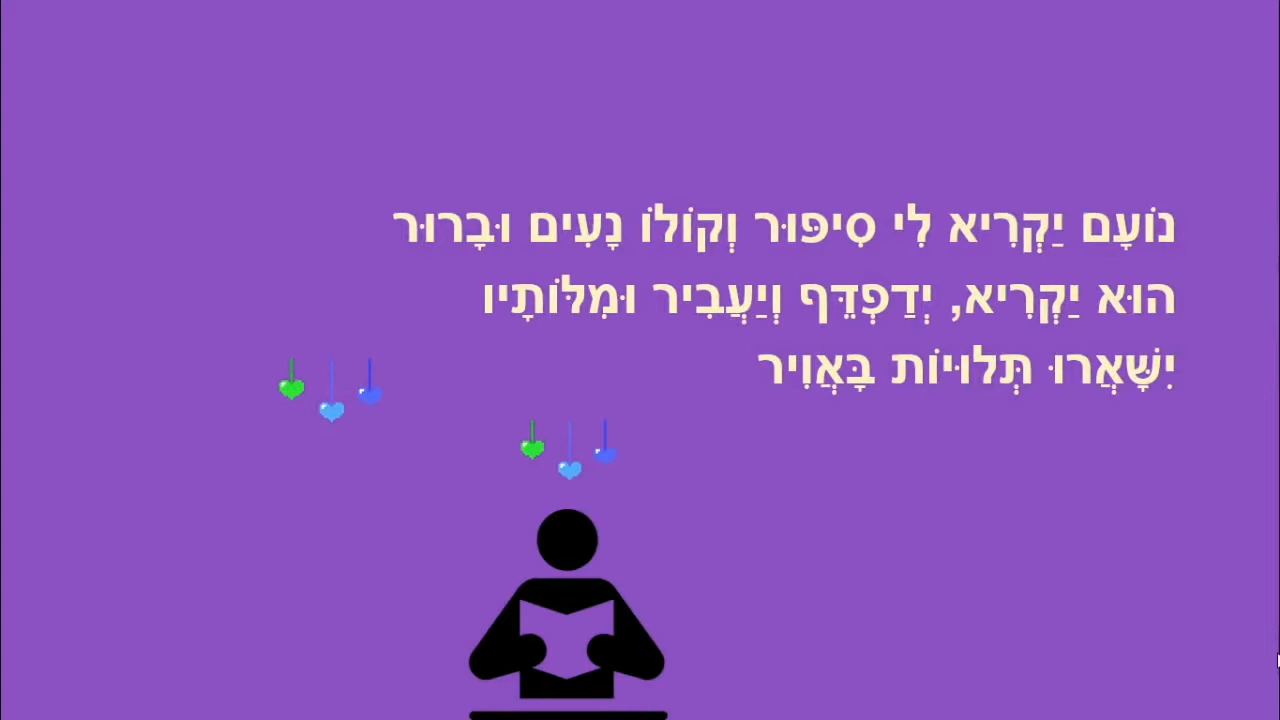 נוֹעָם יַקְרִיא לִי סִיפּוּר וְקוֹלוֹ נָעִים וּבָרוּר
הוּא יַקְרִיא, יְדַפְדֵּף וְיַעֲבִיר וּמִלּוֹתָיו
יִשָּׁאֲרוּ תְּלוּיוֹת בָּאֲוִיר